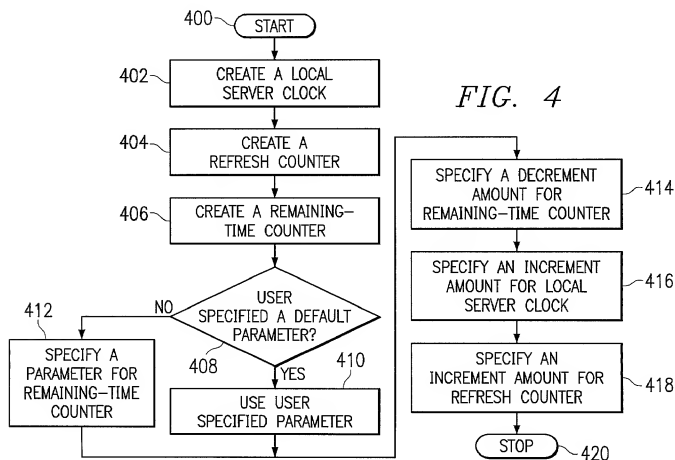 400
START
402
CREATE A LOCAL
SERVER CLOCK
FIG. 4
404
CREATE A
REFRESH COUNTER
406
CREATE A REMAINING-
TIME COUNTER
USER
SPECIFIED A DEFAULT
PARAMETER?
408
NO
YES
412
SPECIFY A
PARAMETER FOR
REMAINING-TIME
COUNTER
410
USE USER
SPECIFIED PARAMETER
SPECIFY A DECREMENT
AMOUNT FOR
REMAINING-TIME COUNTER
414
SPECIFY AN INCREMENT
AMOUNT FOR LOCAL
SERVER CLOCK
416
SPECIFY AN
INCREMENT AMOUNT FOR
REFRESH COUNTER
418
STOP
420